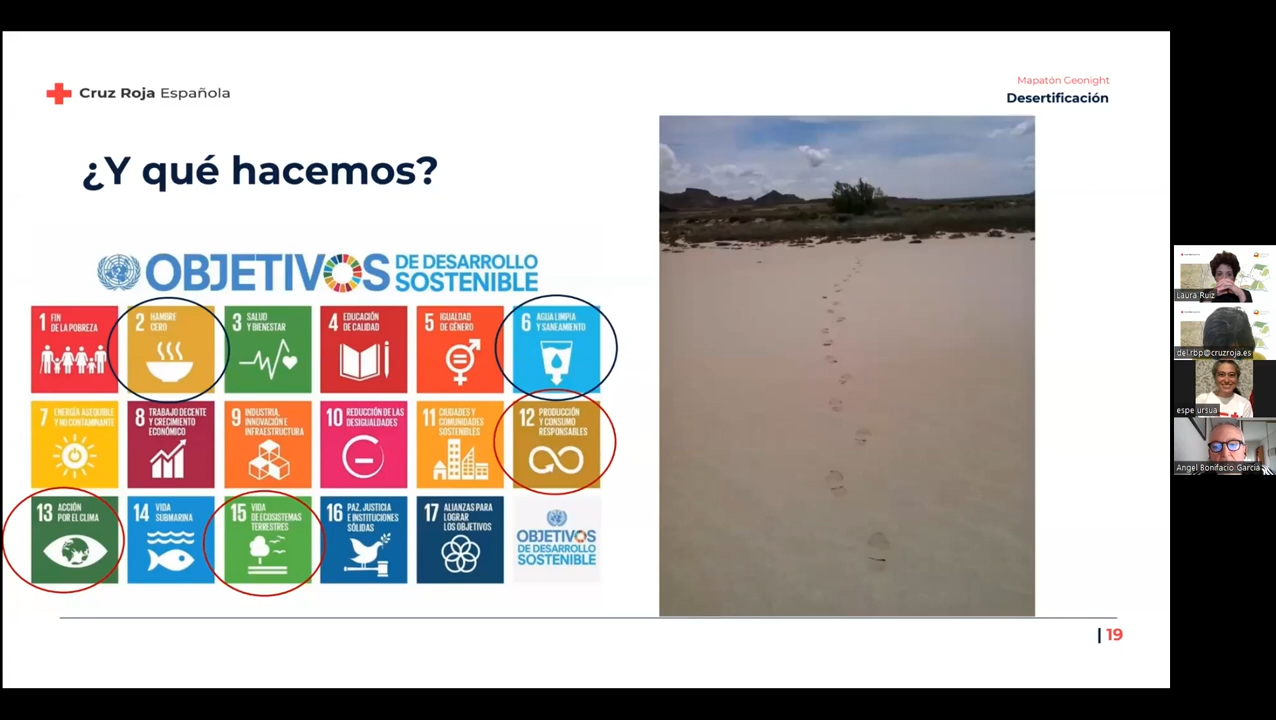 Cruz Roja Española
Mapatón Geonight
Desertificación
¿Y qué hacemos?
OBJETIVOS
DE DESARROLLO
SOSTENIBLE
1 FIN
DE LA POBREZA
2 HAMBRE
CERO
3 SALUD
Y BIENESTAR
4 EDUCACIÓN
DE CALIDAD
5 IGUALDAD
DE GÉNERO
6 AGUA LIMPIA
Y SANEAMIENTO
7 ENERGÍA ASEQUIBLE
Y NO CONTAMINANTE
8 TRABAJO DECENTE
Y CRECIMIENTO
ECONÓMICO
9 INDUSTRIA,
INNOVACIÓN E
INFRAESTRUCTURA
10 REDUCCIÓN DE LAS
DESIGUALDADES
11 CIUDADES Y
COMUNIDADES
SOSTENIBLES
12 PRODUCCIÓN
Y CONSUMO
RESPONSABLES
13 ACCIÓN
POR EL CLIMA
14 VIDA
SUBMARINA
15 VIDA
DE ECOSISTEMAS
TERRESTRES
16 PAZ, JUSTICIA
E INSTITUCIONES
SÓLIDAS
17 ALIANZAS PARA
LOGRAR
LOS OBJETIVOS
OBJETIVOS
DE DESARROLLO
SOSTENIBLE
| 19
Laura Ruiz
del.rbp@cruzroja.es
espe ursua
Angel Bonifacio Garcia